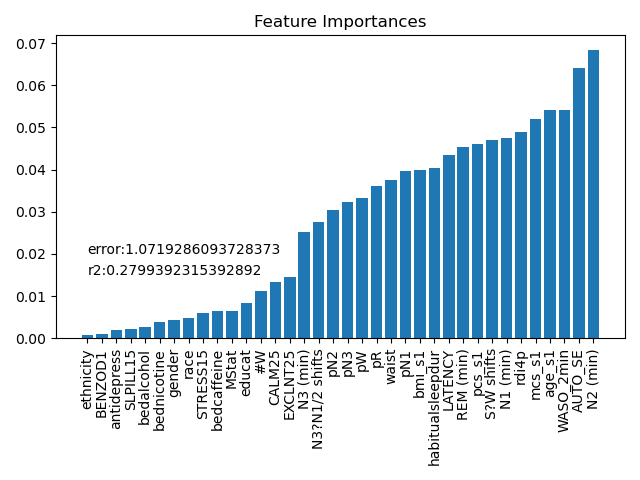 Feature Importances
0.07
0.06
0.05
0.04
0.03
0.02
0.01
0.00
error:1.0719286093728373
r2:0.2799392315392892
ethnicity
BENZOD1
antidepress
SLPILL15
bedalcohol
bednicotine
gender
race
STRESS15
bedcaffeine
MStat
educat
#W
CALM25
EXCLNT25
N3 (min)
N3?N1/2 shifts
pN2
pN3
pW
pR
waist
pN1
bmi_s1
habitualsleepdur
LATENCY
REM (min)
pcs_s1
S?W shifts
N1 (min)
rdi4p
mcs_s1
age_s1
WASO_2min
AUTO_SE
N2 (min)